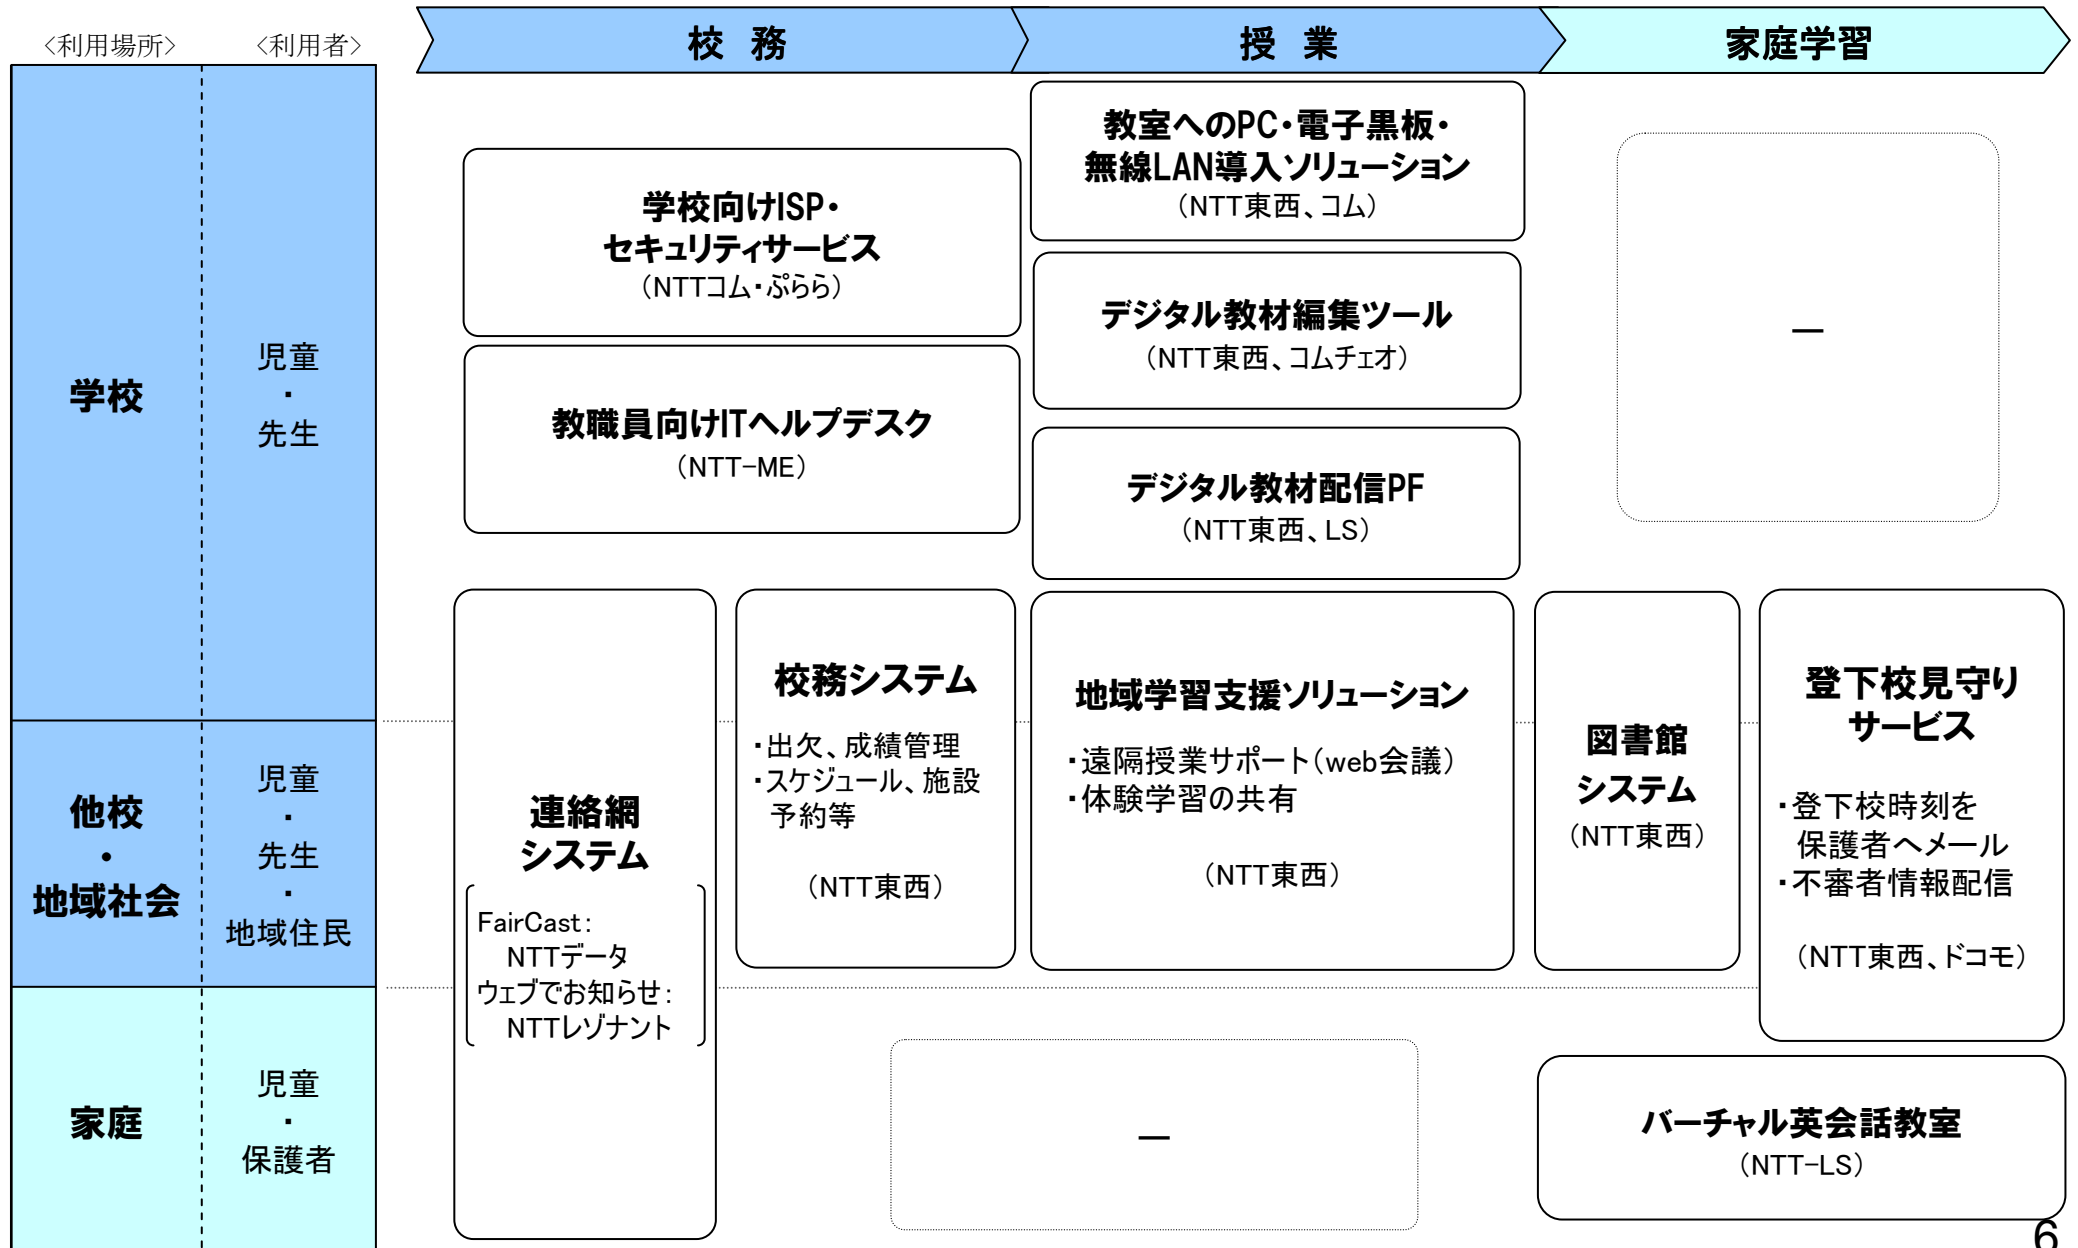 <利用場所>
<利用者>
校 務
授 業
家庭学習
学校
児童
・
先生
他校
・
地域社会
児童
・
先生
・
地域住民
家庭
児童
・
保護者
学校向けISP・
セキュリティサービス
（NTTコム・ぷらら）
教職員向けITヘルプデスク
（NTT-ME）
教室へのPC・電子黒板・
無線LAN導入ソリューション
（NTT東西、コム）
デジタル教材編集ツール
（NTT東西、コムチェオ）
デジタル教材配信PF
（NTT東西、LS）
―
連絡網
システム
FairCast：
NTTデータ
ウェブでお知らせ：
NTTレゾナント
校務システム
・出欠、成績管理
・スケジュール、施設
予約等
（NTT東西）
地域学習支援ソリューション
・遠隔授業サポート（web会議）
・体験学習の共有
（NTT東西）
図書館
システム
（NTT東西）
登下校見守り
サービス
・登下校時刻を
保護者へメール
・不審者情報配信
（NTT東西、ドコモ）
―
バーチャル英会話教室
（NTT-LS）
6